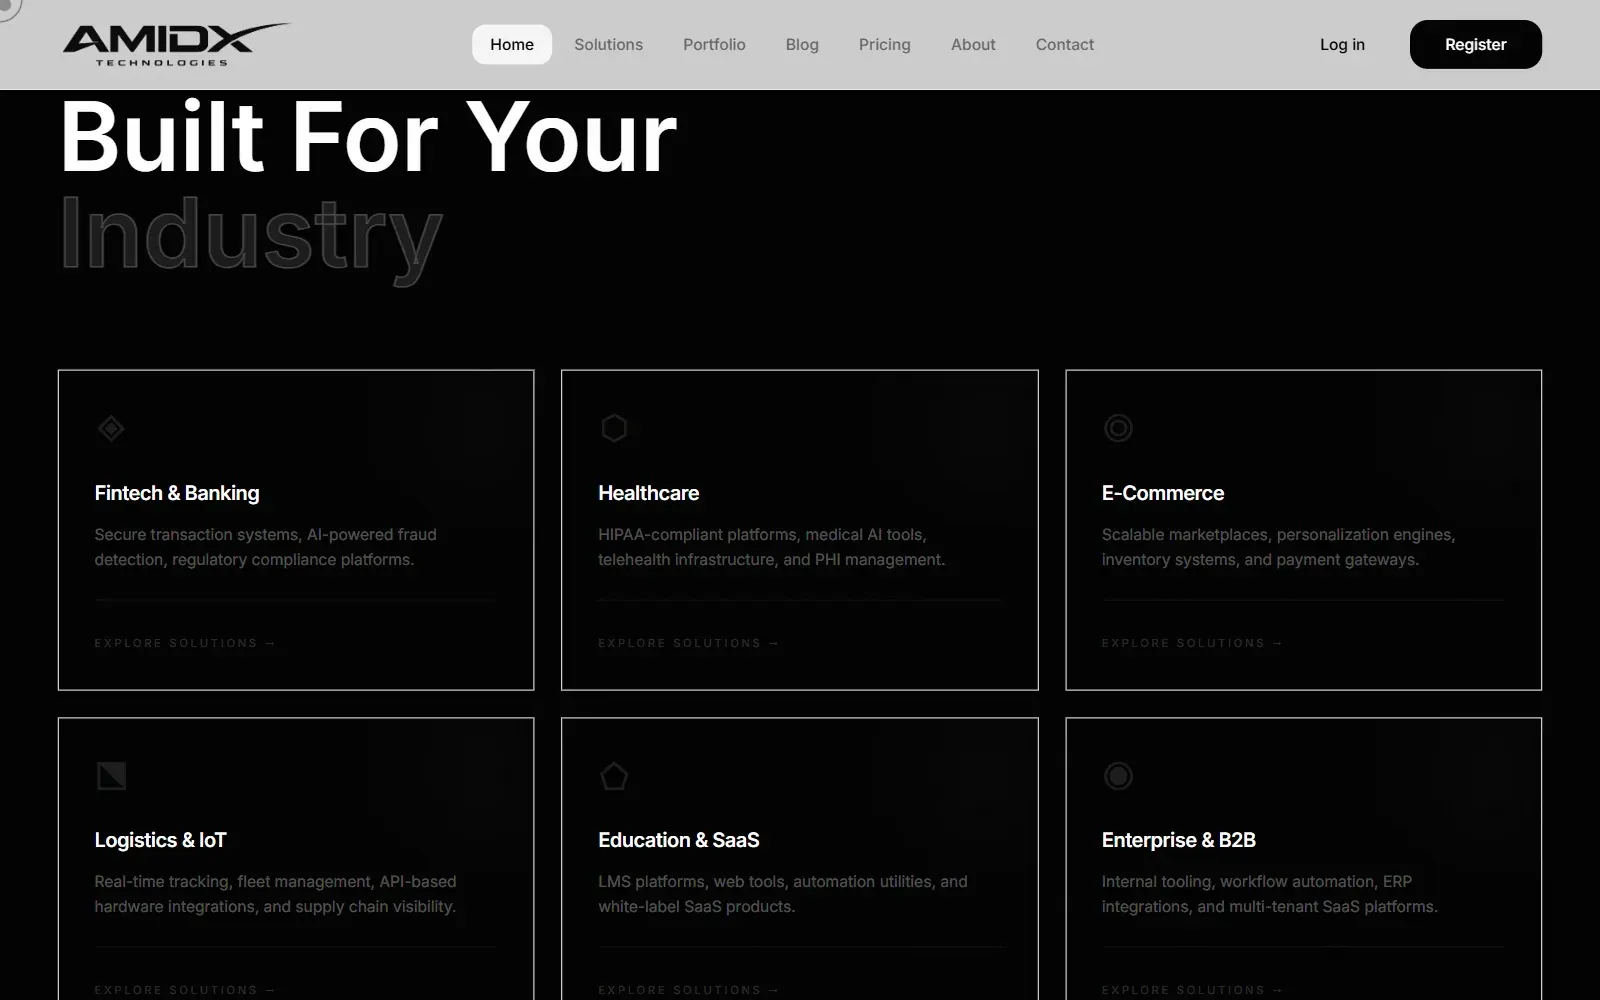 AMIDX
TECHNOLOGIES
Home
Solutions
Portfolio
Blog
Pricing
About
Contact
Log in
Register
Built For Your
Industry
Fintech & Banking
Secure transaction systems, AI-powered fraud
detection, regulatory compliance platforms.
EXPLORE SOLUTIONS →
Healthcare
HIPAA-compliant platforms, medical AI tools,
telehealth infrastructure, and PHI management.
EXPLORE SOLUTIONS →
E-Commerce
Scalable marketplaces, personalization engines,
inventory systems, and payment gateways.
EXPLORE SOLUTIONS →
Logistics & IoT
Real-time tracking, fleet management, API-based
hardware integrations, and supply chain visibility.
EXPLORE SOLUTIONS →
Education & SaaS
LMS platforms, web tools, automation utilities, and
white-label SaaS products.
EXPLORE SOLUTIONS →
Enterprise & B2B
Internal tooling, workflow automation, ERP
integrations, and multi-tenant SaaS platforms.
EXPLORE SOLUTIONS →